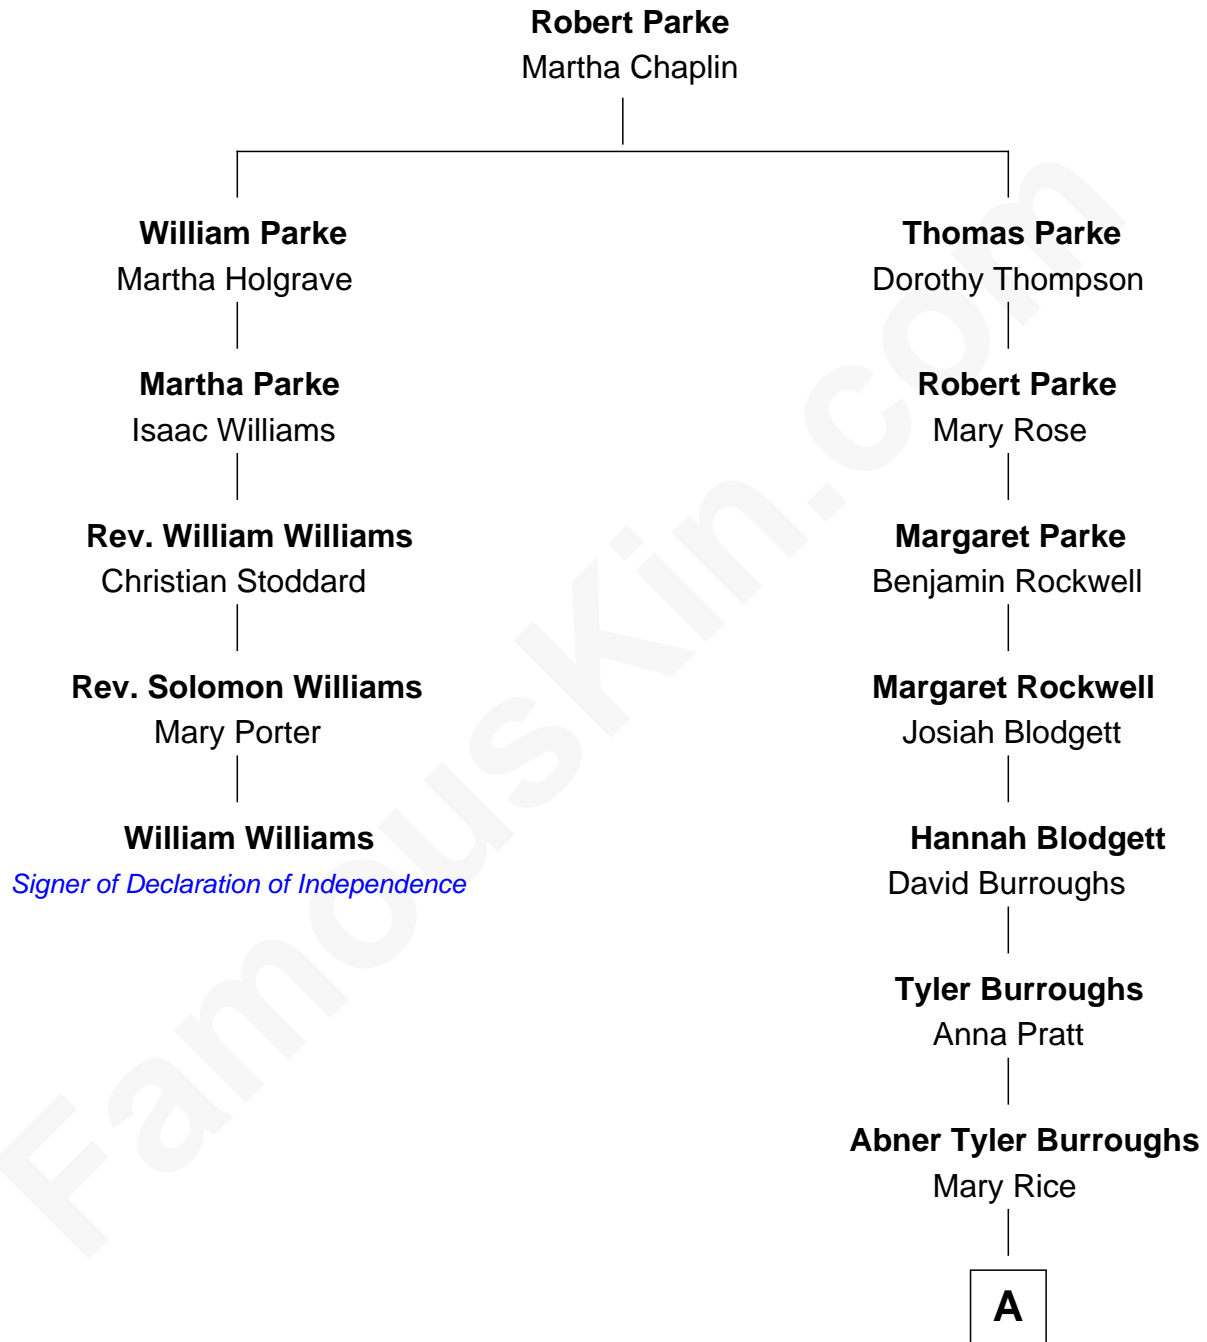 Robert Parke
Martha Chaplin
William Parke
Martha Holgrave
Martha Parke
Isaac Williams
Rev. William Williams
Christian Stoddard
Rev. Solomon Williams
Mary Porter
William Williams
Signer of Declaration of Independence
Thomas Parke
Dorothy Thompson
Robert Parke
Mary Rose
Margaret Parke
Benjamin Rockwell
Margaret Rockwell
Josiah Blodgett
Hannah Blodgett
David Burroughs
Tyler Burroughs
Anna Pratt
Abner Tyler Burroughs
Mary Rice
A
FamousKin.com